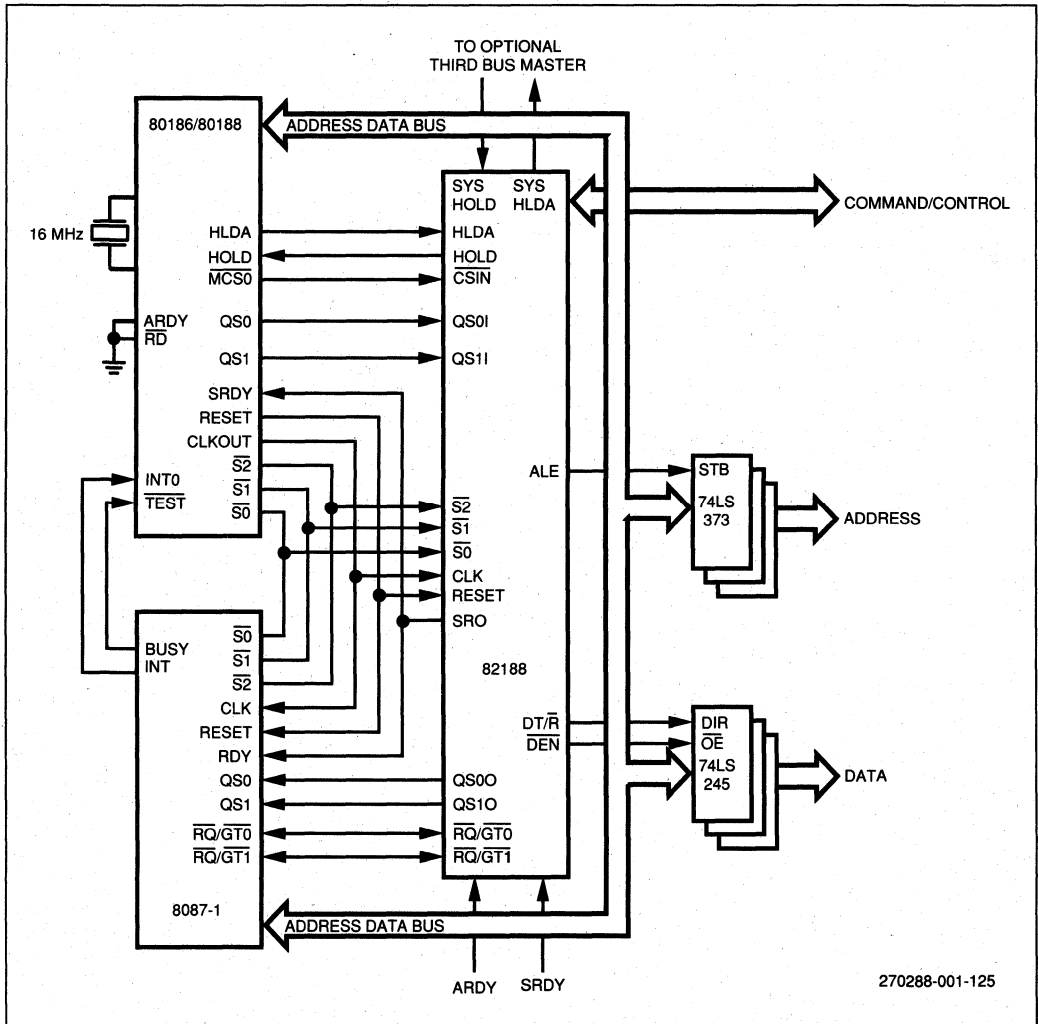 TO OPTIONAL
THIRD BUS MASTER
80186/80188
ADDRESS DATA BUS
16 MHz
HLDA
HOLD
MCS0
ARDY
RD
QS0
QS1
SRDY
RESET
CLKOUT
S2
S1
S0
INT0
TEST
SYS HOLD
SYS HLDA
HLDA
HOLD
CSIN
QS0I
QS1I
ALE
S2
S1
S0
CLK
RESET
SRO
82188
DT/R
DEN
QS0O
QS1O
RQ/GT0
RQ/GT1
COMMAND/CONTROL
STB
74LS
373
ADDRESS
BUSY
INT
S0
S1
S2
CLK
RESET
RDY
QS0
QS1
RQ/GT0
RQ/GT1
8087-1
DIR
OE
74LS
245
DATA
ADDRESS DATA BUS
ARDY
SRDY
270288-001-125